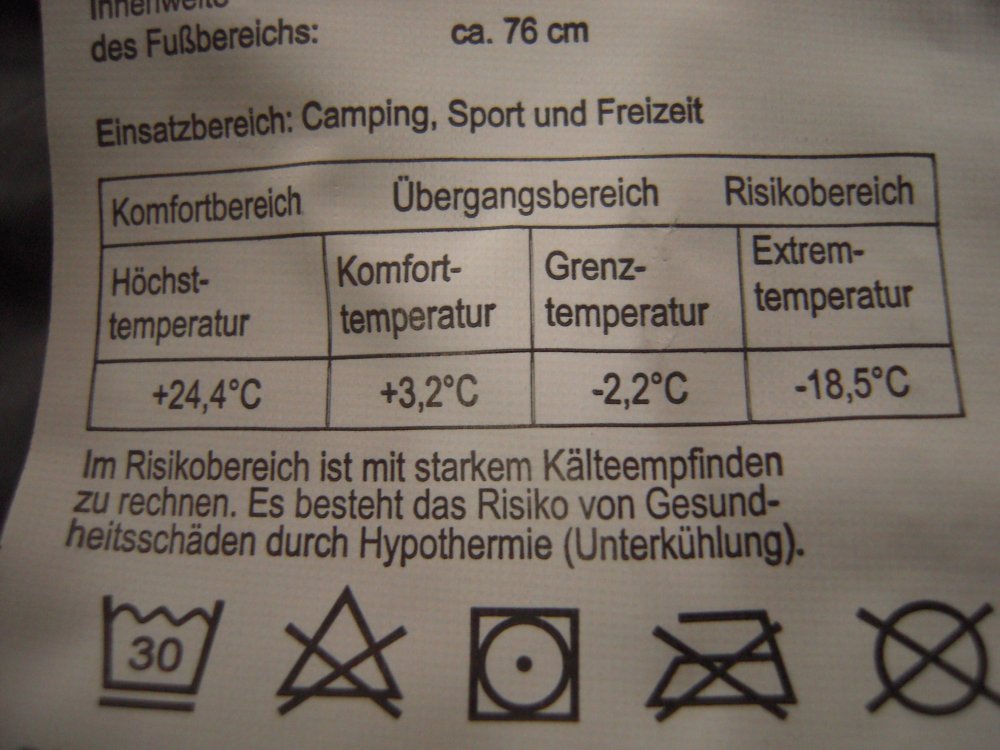 Innenweite
des Fußbereichs: ca. 76 cm
Einsatzbereich: Camping, Sport und Freizeit
Komfortbereich Übergangsbereich Risikobereich
Höchst- Komfort- Grenz- Extrem-
temperatur temperatur temperatur temperatur
+24,4°C +3,2°C -2,2°C -18,5°C
Im Risikobereich ist mit starkem Kälteempfinden
zu rechnen. Es besteht das Risiko von Gesund-
heitsschäden durch Hypothermie (Unterkühlung).
30